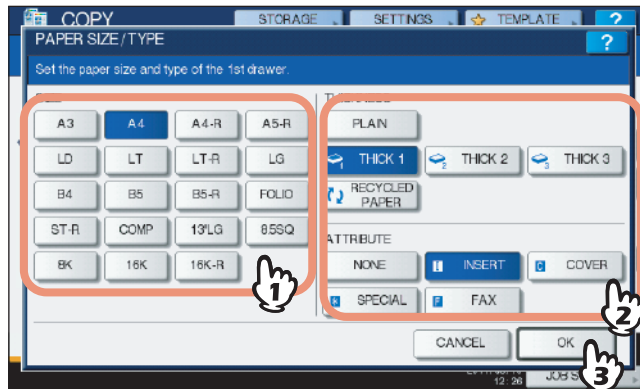 COPY STORAGE SETTINGS TEMPLATE ?
PAPER SIZE/TYPE ?
Set the paper size and type of the 1st drawer.
A3 A4 A4-R A5-R
LD LT LT-R LG
B4 B5 B5-R FOLIO
ST-R COMP 13"LG 8.5SQ
8K 16K 16K-R
1
PLAIN
THICK 1 THICK 2 THICK 3
RECYCLED
PAPER
ATTRIBUTE
NONE INSERT COVER
SPECIAL FAX
2
CANCEL OK
3
12:26 JOB S